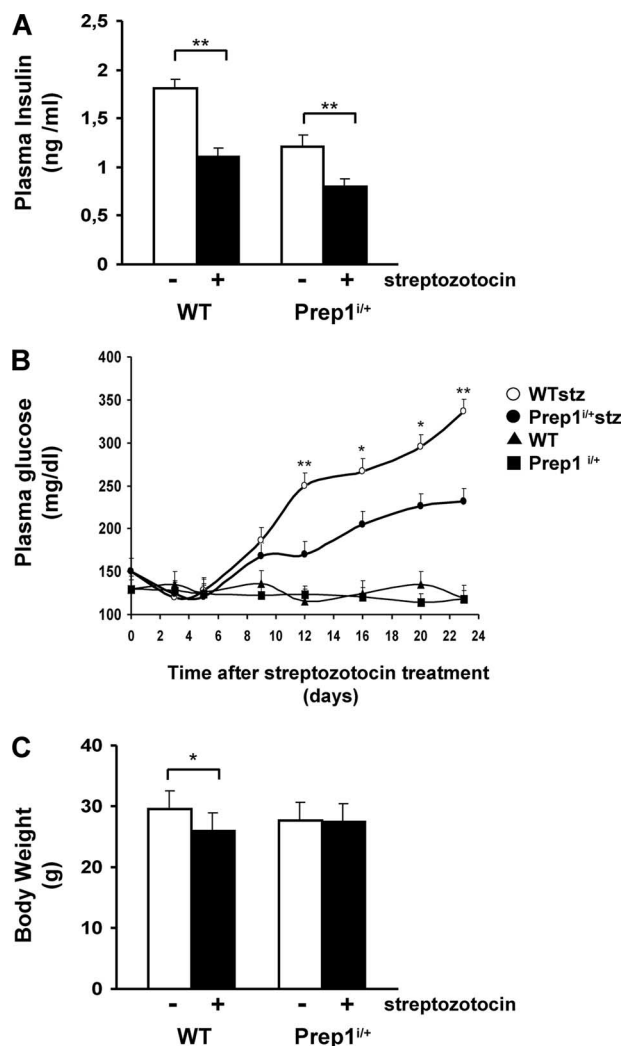 A
Plasma Insulin
(ng /ml)
2,5
2
1,5
1
0,5
0
**
**
- + - + streptozotocin
WT Prep1i/+
B
Plasma glucose
(mg/dl)
400
350
300
250
200
150
100
** * * **
0 2 4 6 8 10 12 14 16 18 20 22 24
Time after streptozotocin treatment
(days)
WTstz
Prep1i/+stz
WT
Prep1 i/+
C
Body Weight
(g)
40
30
20
10
0
*
- + - + streptozotocin
WT Prep1i/+